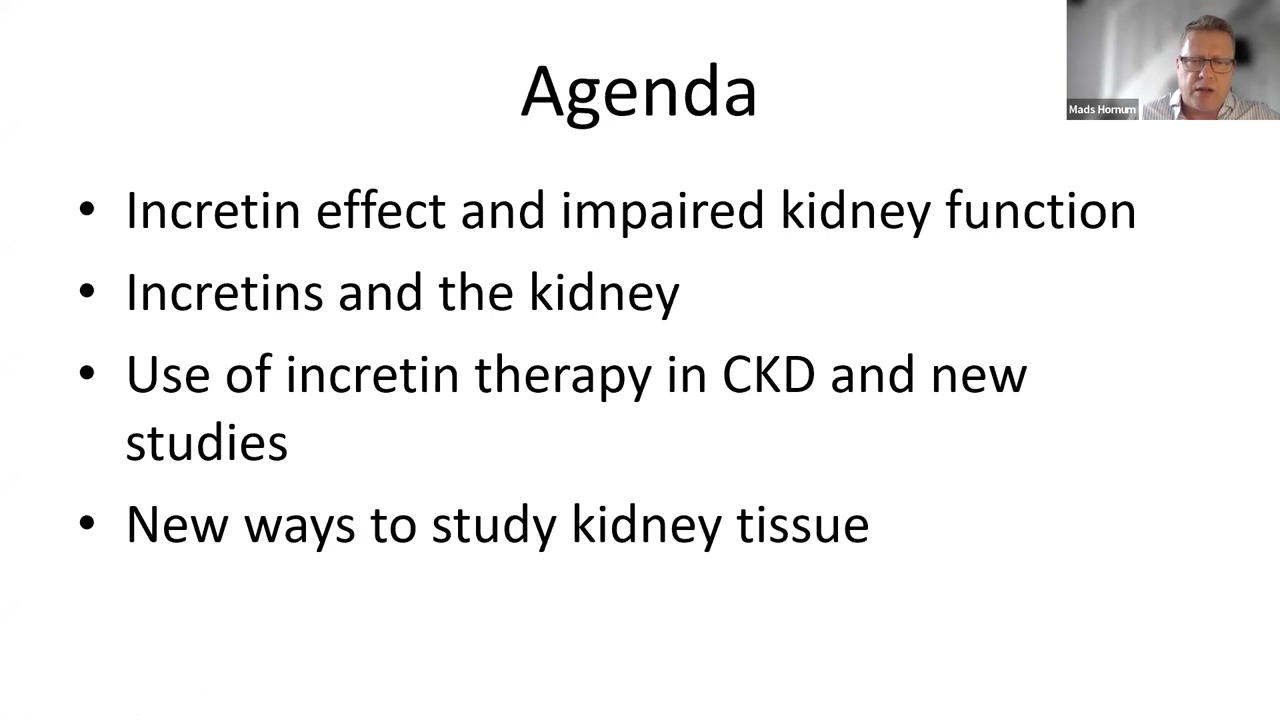 Agenda
Mads Hornum
• Incretin effect and impaired kidney function
• Incretins and the kidney
• Use of incretin therapy in CKD and new
studies
• New ways to study kidney tissue